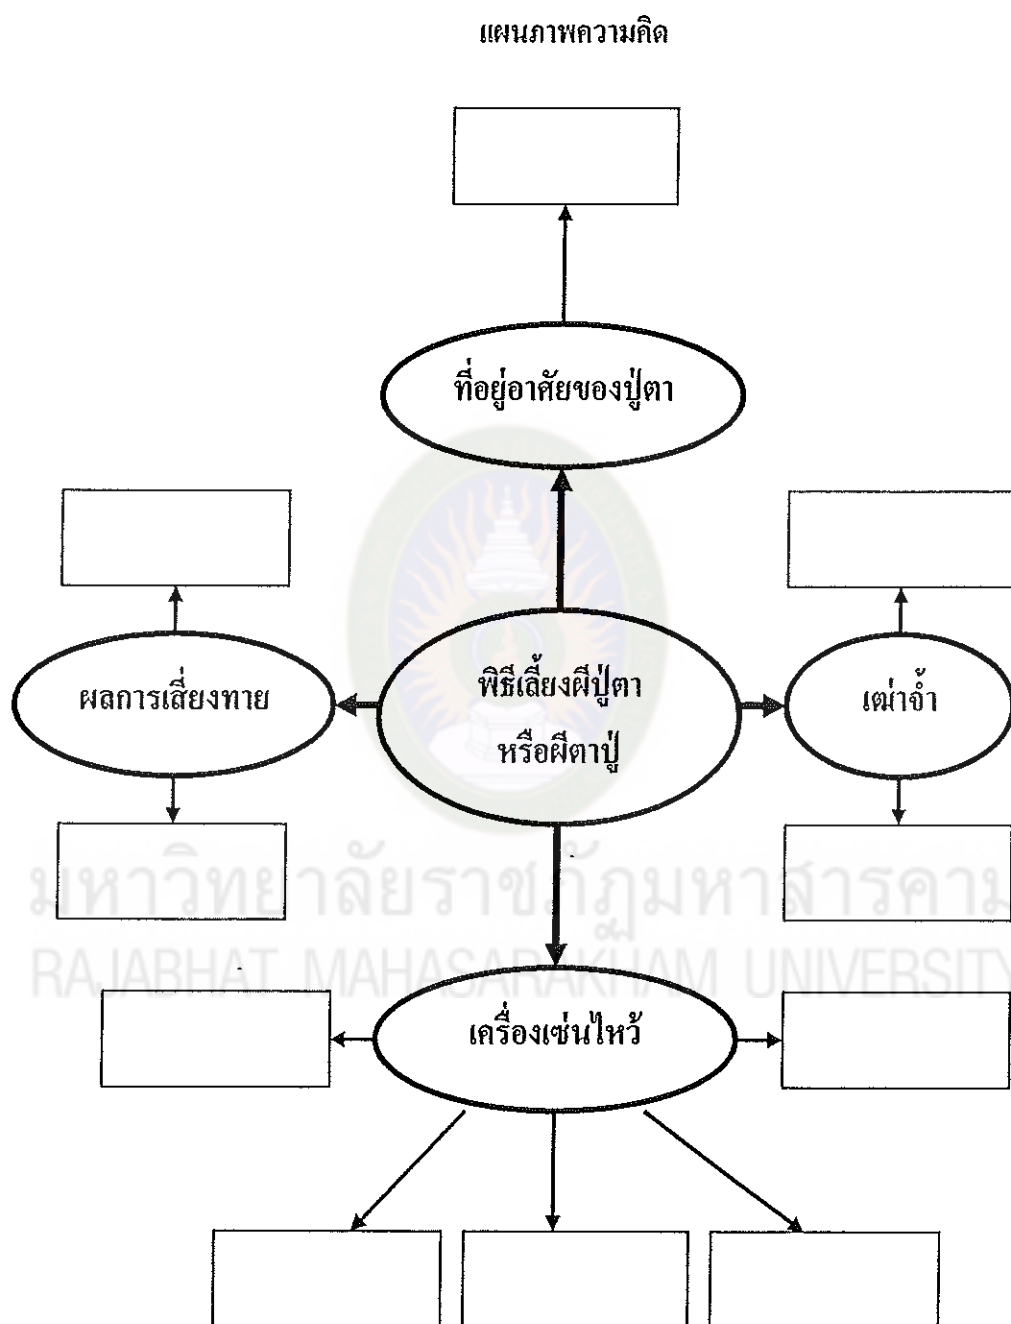 แผนภาพความคิด
ที่อยู่อาศัยของปู่ตา
ผลการเสี่ยงทาย
พิธีเลี้ยงผีปู่ตา
หรือผีตาปู่
เฒ่าจ้ำ
มหาวิทยาลัยราชภัฏมหาสารคาม
RAJABHAT MAHASARAKHAM UNIVERSITY
เครื่องเซ่นไหว้